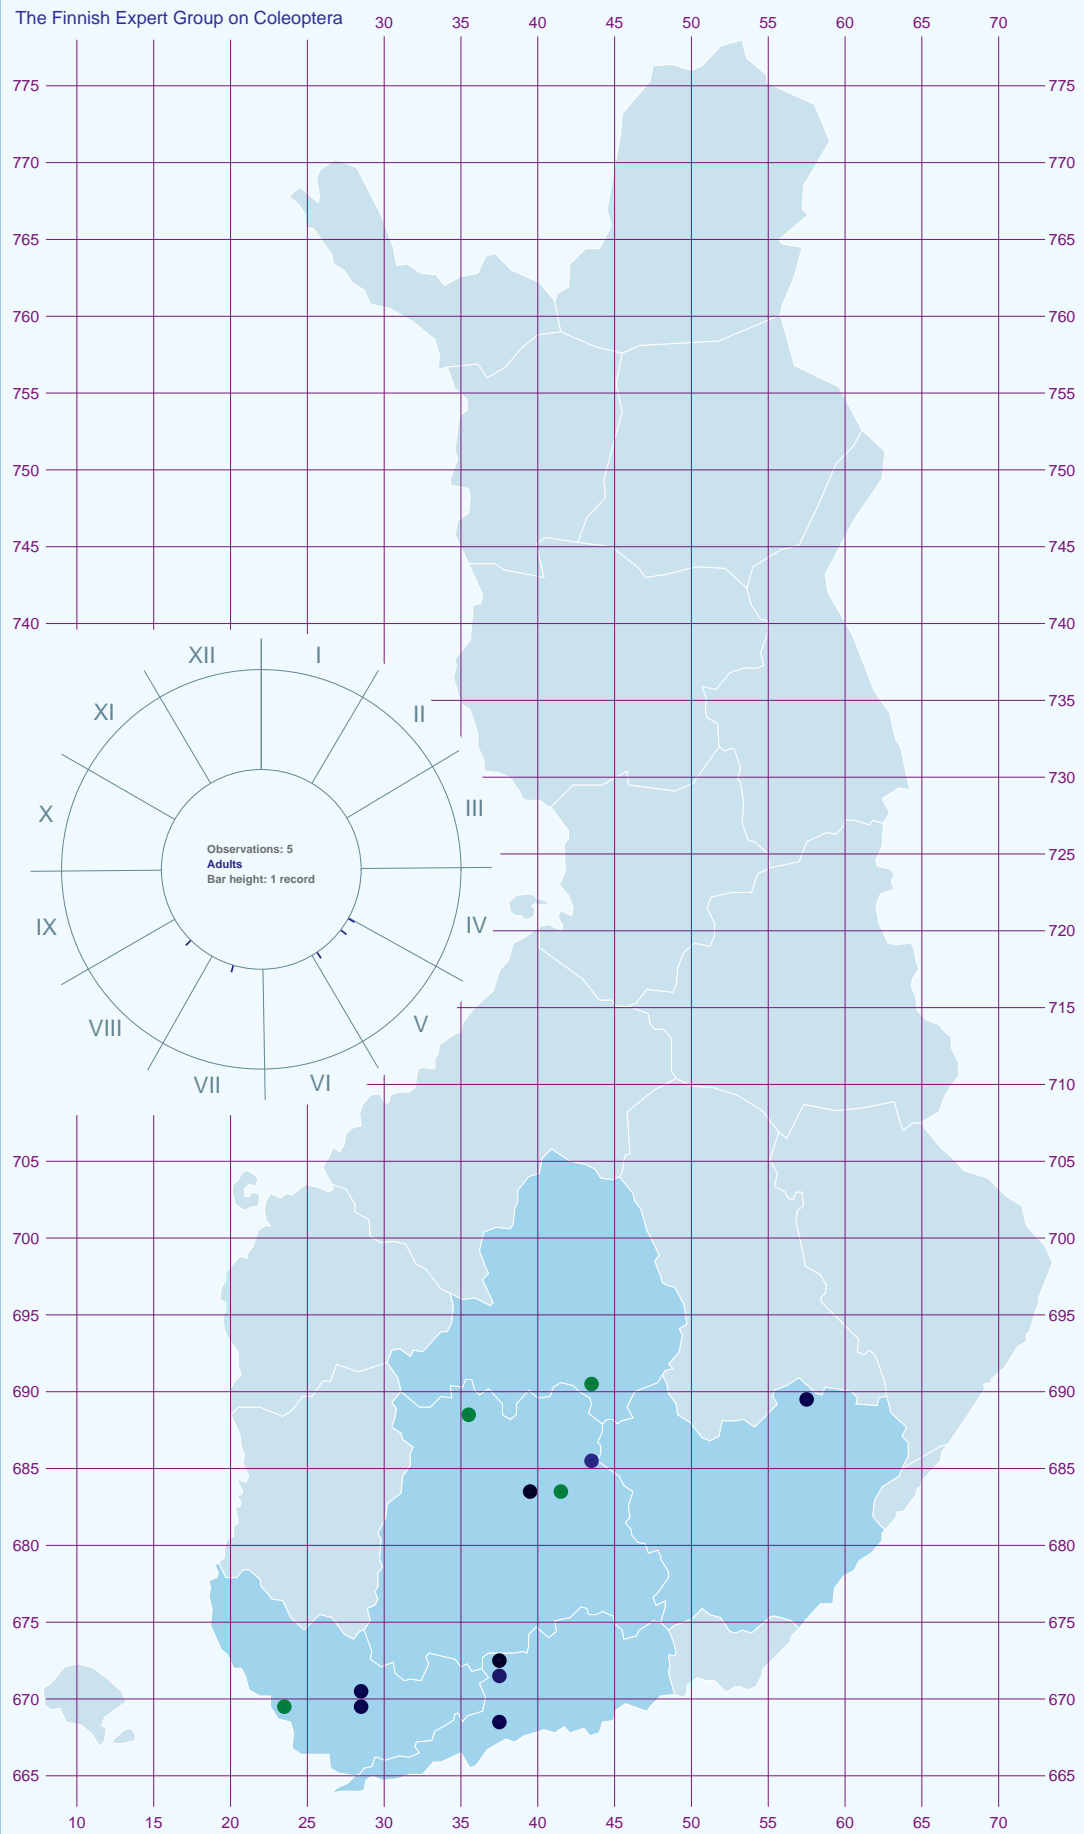 The Finnish Expert Group on Coleoptera
30 35 40 45 50 55 60 65 70
775 775
770 770
765 765
760 760
755 755
750 750
745 745
740 740
XII I
XI II
735
730
X III
Observations: 5
Adults
Bar height: 1 record
725
IX IV
720
VIII V
715
VII VI
710
705 705
700 700
695 695
690 690
685 685
680 680
675 675
670 670
665 665
10 15 20 25 30 35 40 45 50 55 60 65 70